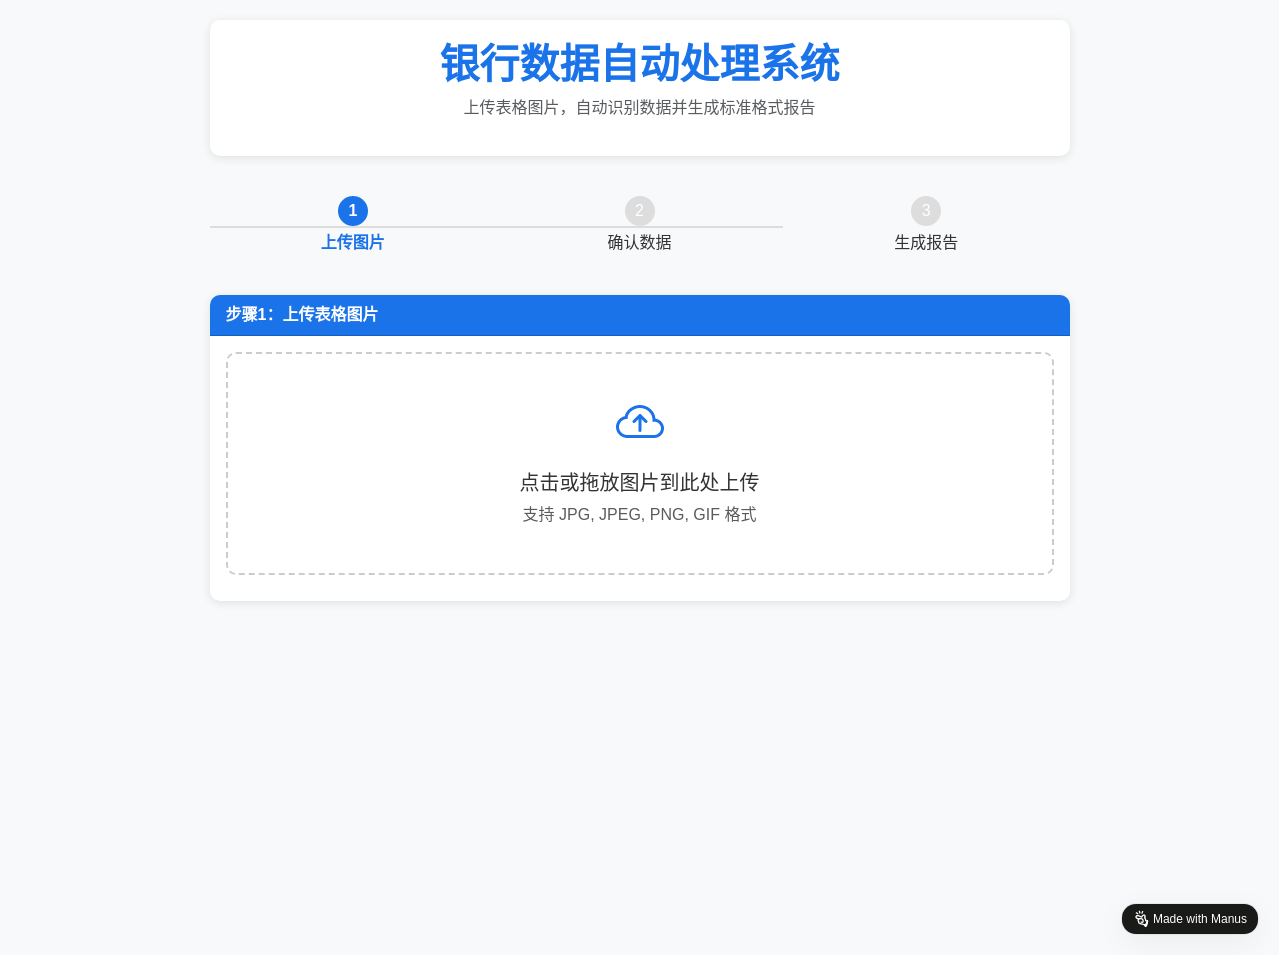 银行数据自动处理系统
上传表格图片，自动识别数据并生成标准格式报告
1
2
3
上传图片
确认数据
生成报告
步骤1：上传表格图片
点击或拖放图片到此处上传
支持 JPG, JPEG, PNG, GIF 格式
Made with Manus